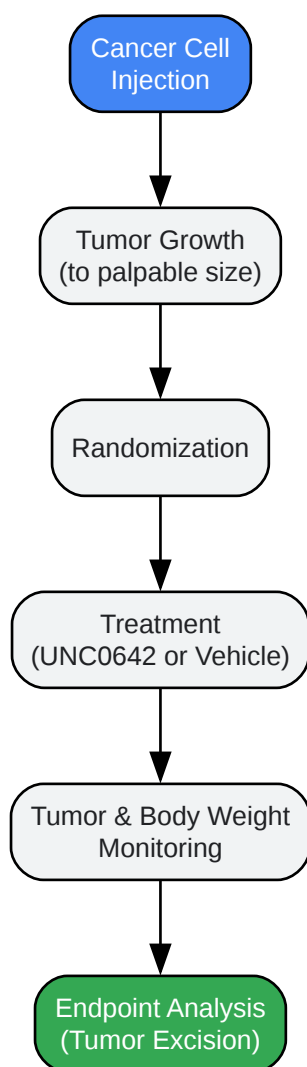 Cancer Cell
Injection
Tumor Growth
(to palpable size)
Randomization
Treatment
(UNC0642 or Vehicle)
Tumor & Body Weight
Monitoring
Endpoint Analysis
(Tumor Excision)